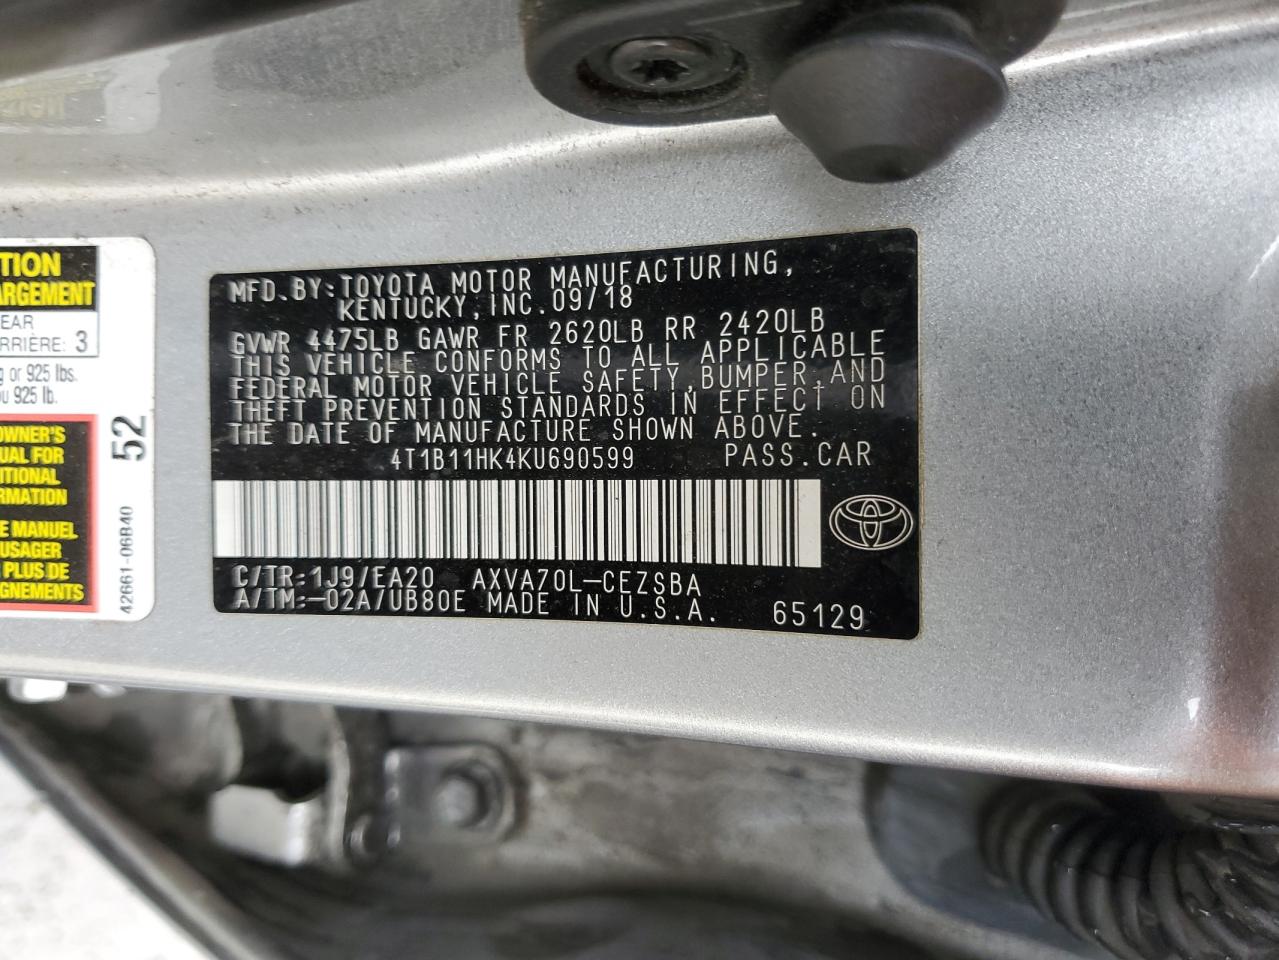 TION
ARGEMENT
EAR
RRIÈRE: 3
g or 925 lbs.
ou 925 lb.
OWNER'S
UAL FOR
ITIONAL
RMATION
E MANUEL
USAGER
PLUS DE
GNEMENTS
52
42661-06B40
MFD.BY:TOYOTA MOTOR MANUFACTURING,
KENTUCKY,INC.09/18
GVWR 4475LB GAWR FR 2620LB RR 2420LB
THIS VEHICLE CONFORMS TO ALL APPLICABLE
FEDERAL MOTOR VEHICLE SAFETY,BUMPER,AND
THEFT PREVENTION STANDARDS IN EFFECT ON
THE DATE OF MANUFACTURE SHOWN ABOVE.
4T1B11HK4KU690599 PASS.CAR
C/TR:1J9/EA20 AXVA70L-CEZSBA
A/TM:-02A/UB80E MADE IN U.S.A. 65129